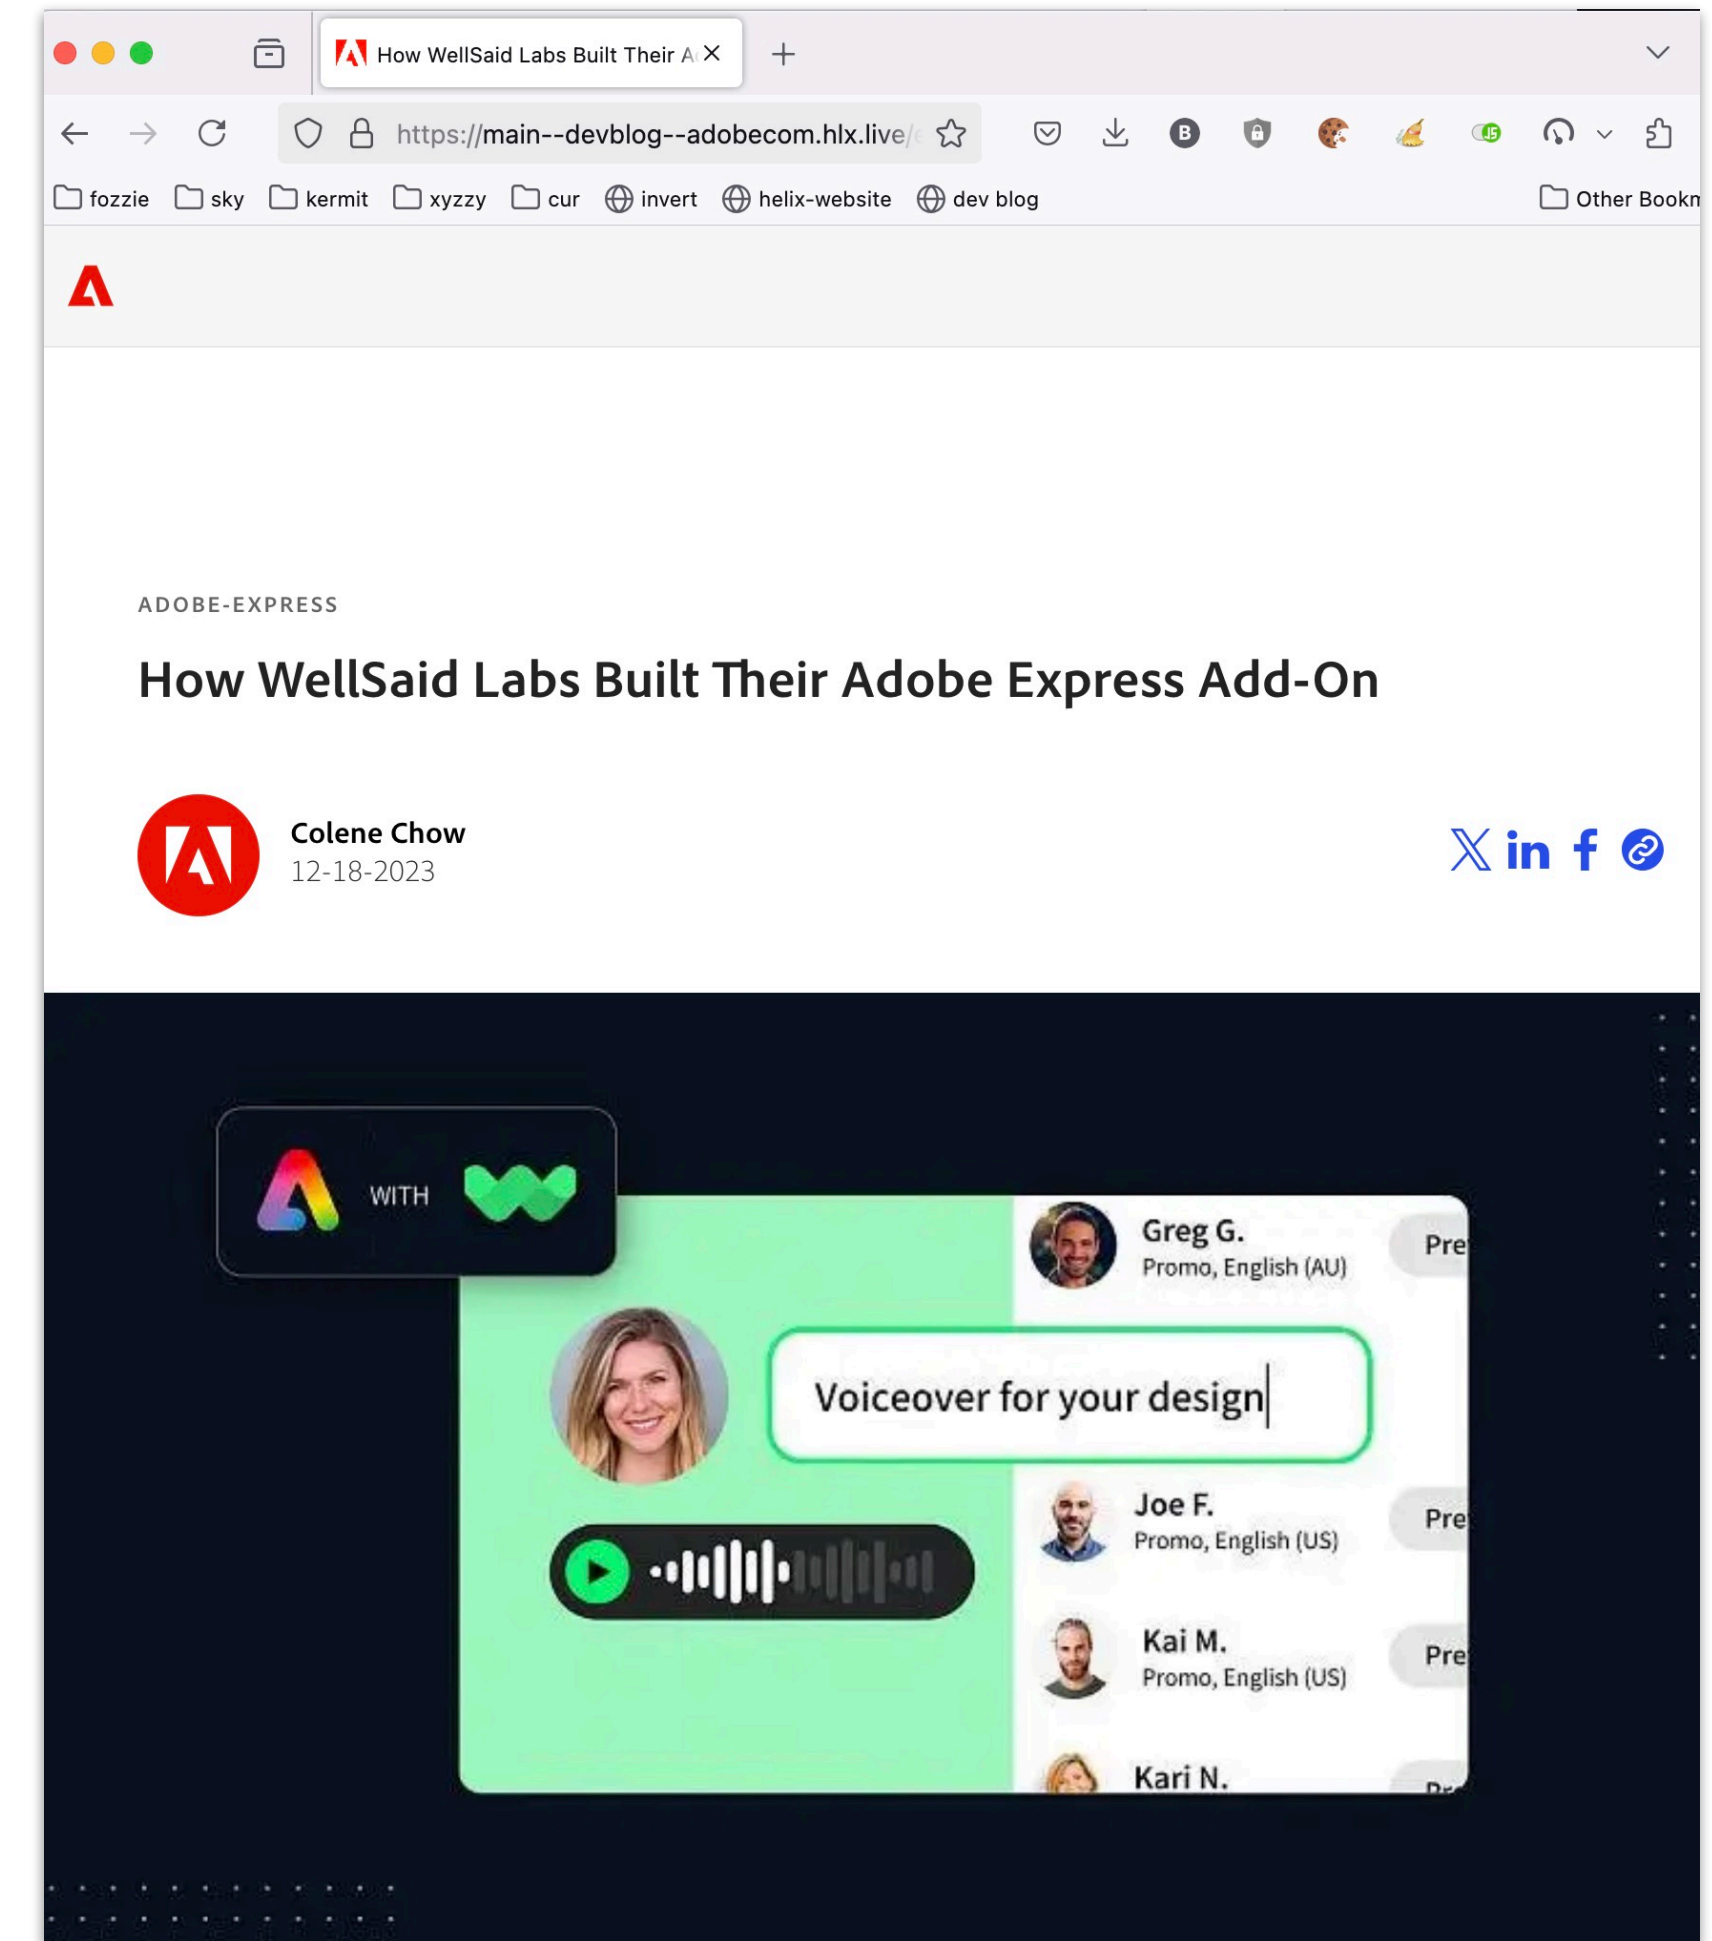 How WellSaid Labs Built Their A
https://main--devblog--adobecom.hlx.live/
B
JS
fozzie sky kermit xyzzy cur invert helix-website dev blog Other Bookm
ADOBE-EXPRESS
How WellSaid Labs Built Their Adobe Express Add-On
Colene Chow
12-18-2023
WITH
Greg G.
Promo, English (AU)
Pre
Voiceover for your design
Joe F.
Promo, English (US)
Pre
Kai M.
Promo, English (US)
Pre
Kari N.